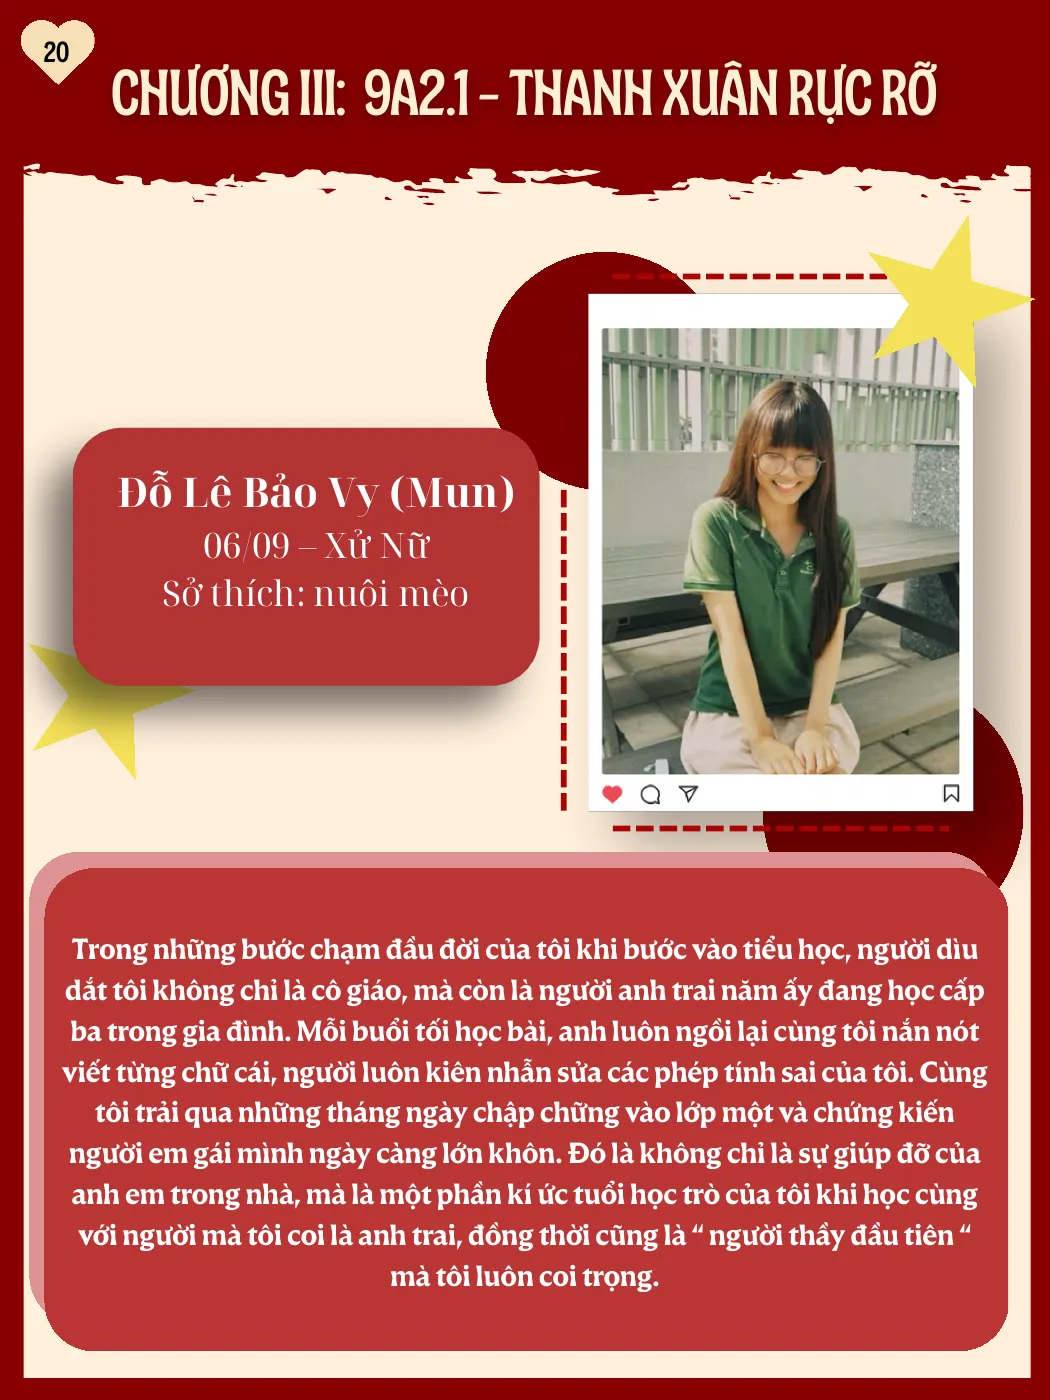 20
CHƯƠNG III: 9A2.1 – THANH XUÂN RỰC RỠ
Đỗ Lê Bảo Vy (Mun)
06/09 – Xử Nữ
Sở thích: nuôi mèo
Trong những bước chạm đầu đời của tôi khi bước vào tiểu học, người dìu
dắt tôi không chỉ là cô giáo, mà còn là người anh trai năm ấy đang học cấp
ba trong gia đình. Mỗi buổi tối học bài, anh luôn ngồi lại cùng tôi nắn nót
viết từng chữ cái, người luôn kiên nhẫn sửa các phép tính sai của tôi. Cùng
tôi trải qua những tháng ngày chập chững vào lớp một và chứng kiến
người em gái mình ngày càng lớn khôn. Đó là không chỉ là sự giúp đỡ của
anh em trong nhà, mà là một phần kí ức tuổi học trò của tôi khi học cùng
với người mà tôi coi là anh trai, đồng thời cũng là “ người thầy đầu tiên “
mà tôi luôn coi trọng.